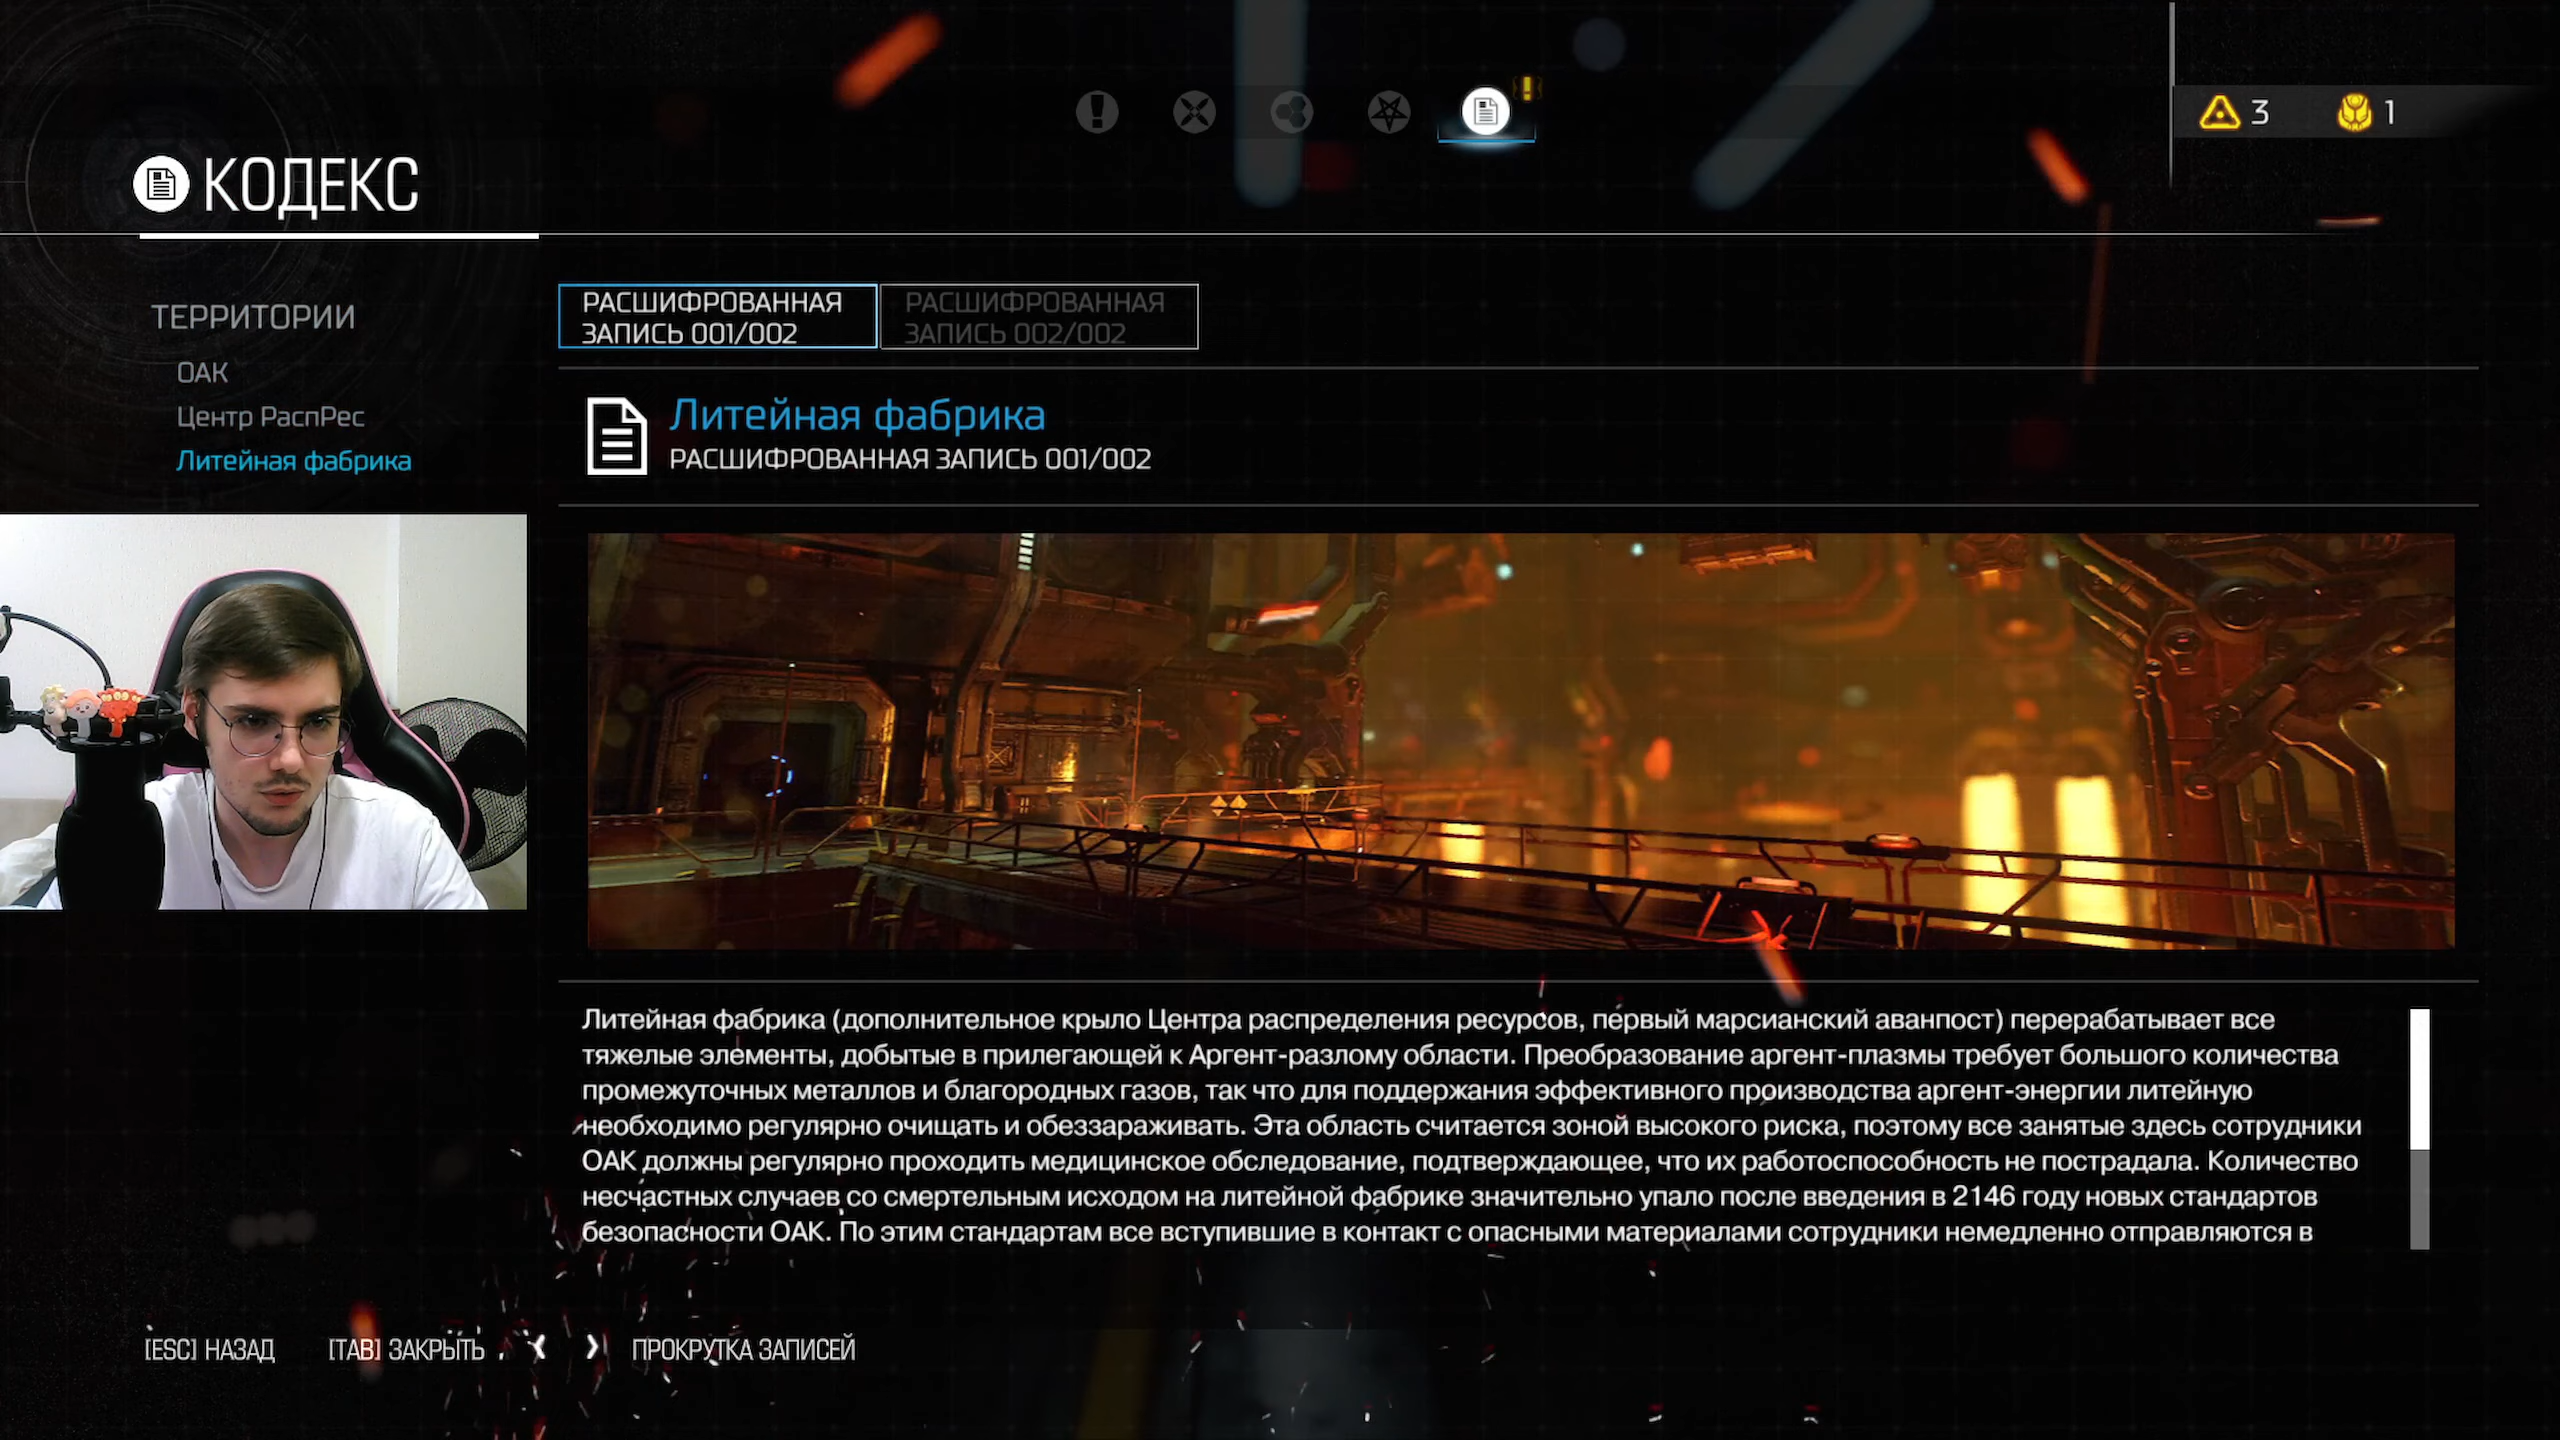 3
1
КОДЕКС
ТЕРРИТОРИИ
ОАК
Центр РаспРес
Литейная фабрика
РАСШИФРОВАННАЯ
ЗАПИСЬ 001/002
РАСШИФРОВАННАЯ
ЗАПИСЬ 002/002
Литейная фабрика
РАСШИФРОВАННАЯ ЗАПИСЬ 001/002
Литейная фабрика (дополнительное крыло Центра распределения ресурсов, первый марсианский аванпост) перерабатывает все
тяжелые элементы, добытые в прилегающей к Аргент-разлому области. Преобразование аргент-плазмы требует большого количества
промежуточных металлов и благородных газов, так что для поддержания эффективного производства аргент-энергии литейную
необходимо регулярно очищать и обеззараживать. Эта область считается зоной высокого риска, поэтому все занятые здесь сотрудники
ОАК должны регулярно проходить медицинское обследование, подтверждающее, что их работоспособность не пострадала. Количество
несчастных случаев со смертельным исходом на литейной фабрике значительно упало после введения в 2146 году новых стандартов
безопасности ОАК. По этим стандартам все вступившие в контакт с опасными материалами сотрудники немедленно отправляются в
[ESC] НАЗАД
[TAB] ЗАКРЫТЬ
ПРОКРУТКА ЗАПИСЕЙ